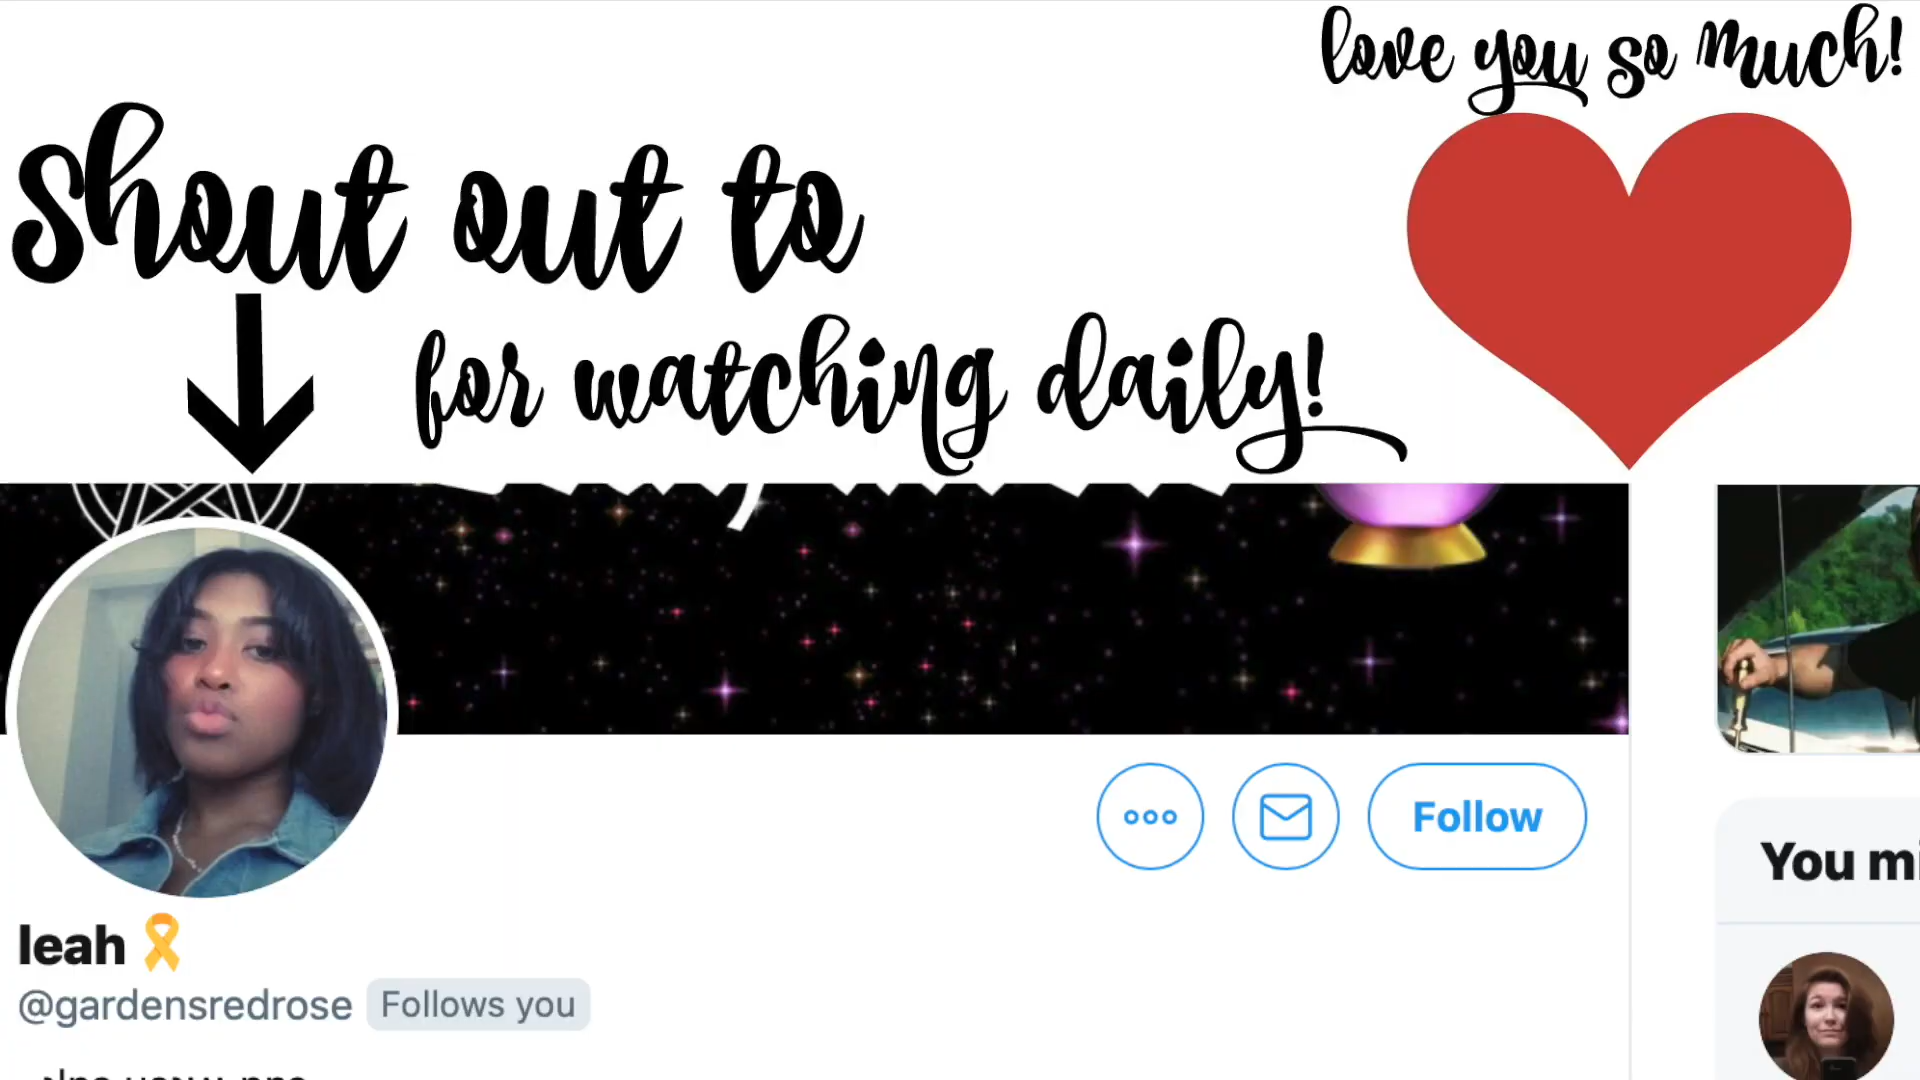 love you so much!
Shout out to
for watching daily!
Follow
You mi
leah
@gardensredrose Follows you